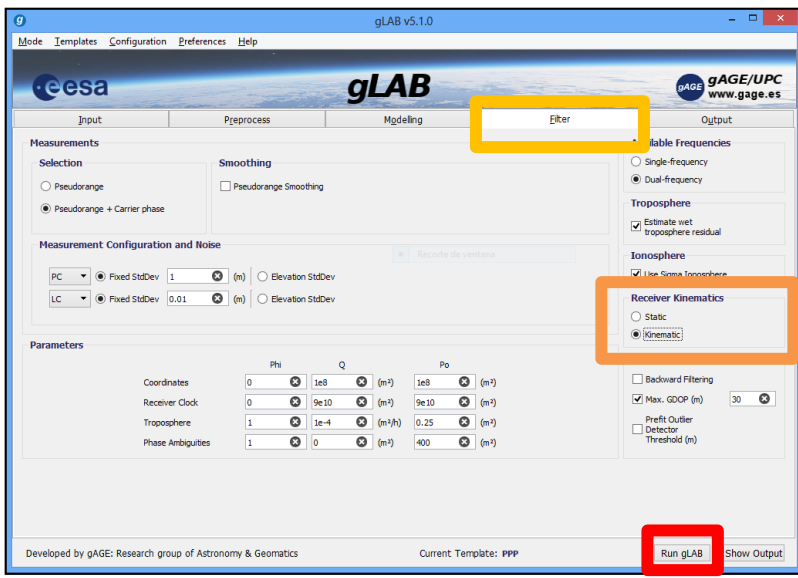 gLAB v5.1.0
Mode Templates Configuration Preferences Help
esa
gLAB
gAGE
gAGE/UPC
www.gage.es
Input Preprocess Modeling Filter Output
Measurements
Selection
Pseudorange
Pseudorange + Carrier phase
Smoothing
Pseudorange Smoothing
Measurement Configuration and Noise
Recorte de ventana
PC Fixed StdDev 1 (m) Elevation StdDev
LC Fixed StdDev 0.01 (m) Elevation StdDev
Parameters
Phi Q Po
Coordinates 0 1e8 (m²) 1e8 (m²)
Receiver Clock 0 9e10 (m²) 9e10 (m²)
Troposphere 1 1e-4 (m²/h) 0.25 (m²)
Phase Ambiguities 1 0 (m²) 400 (m²)
Available Frequencies
Single-frequency
Dual-frequency
Troposphere
Estimate wet
troposphere residual
Ionosphere
Use Sigma Ionosphere
Receiver Kinematics
Static
Kinematic
Backward Filtering
Max. GDOP (m) 30
Prefit Outlier
Detector
Threshold (m)
Developed by gAGE: Research group of Astronomy & Geomatics Current Template: PPP Run gLAB Show Output